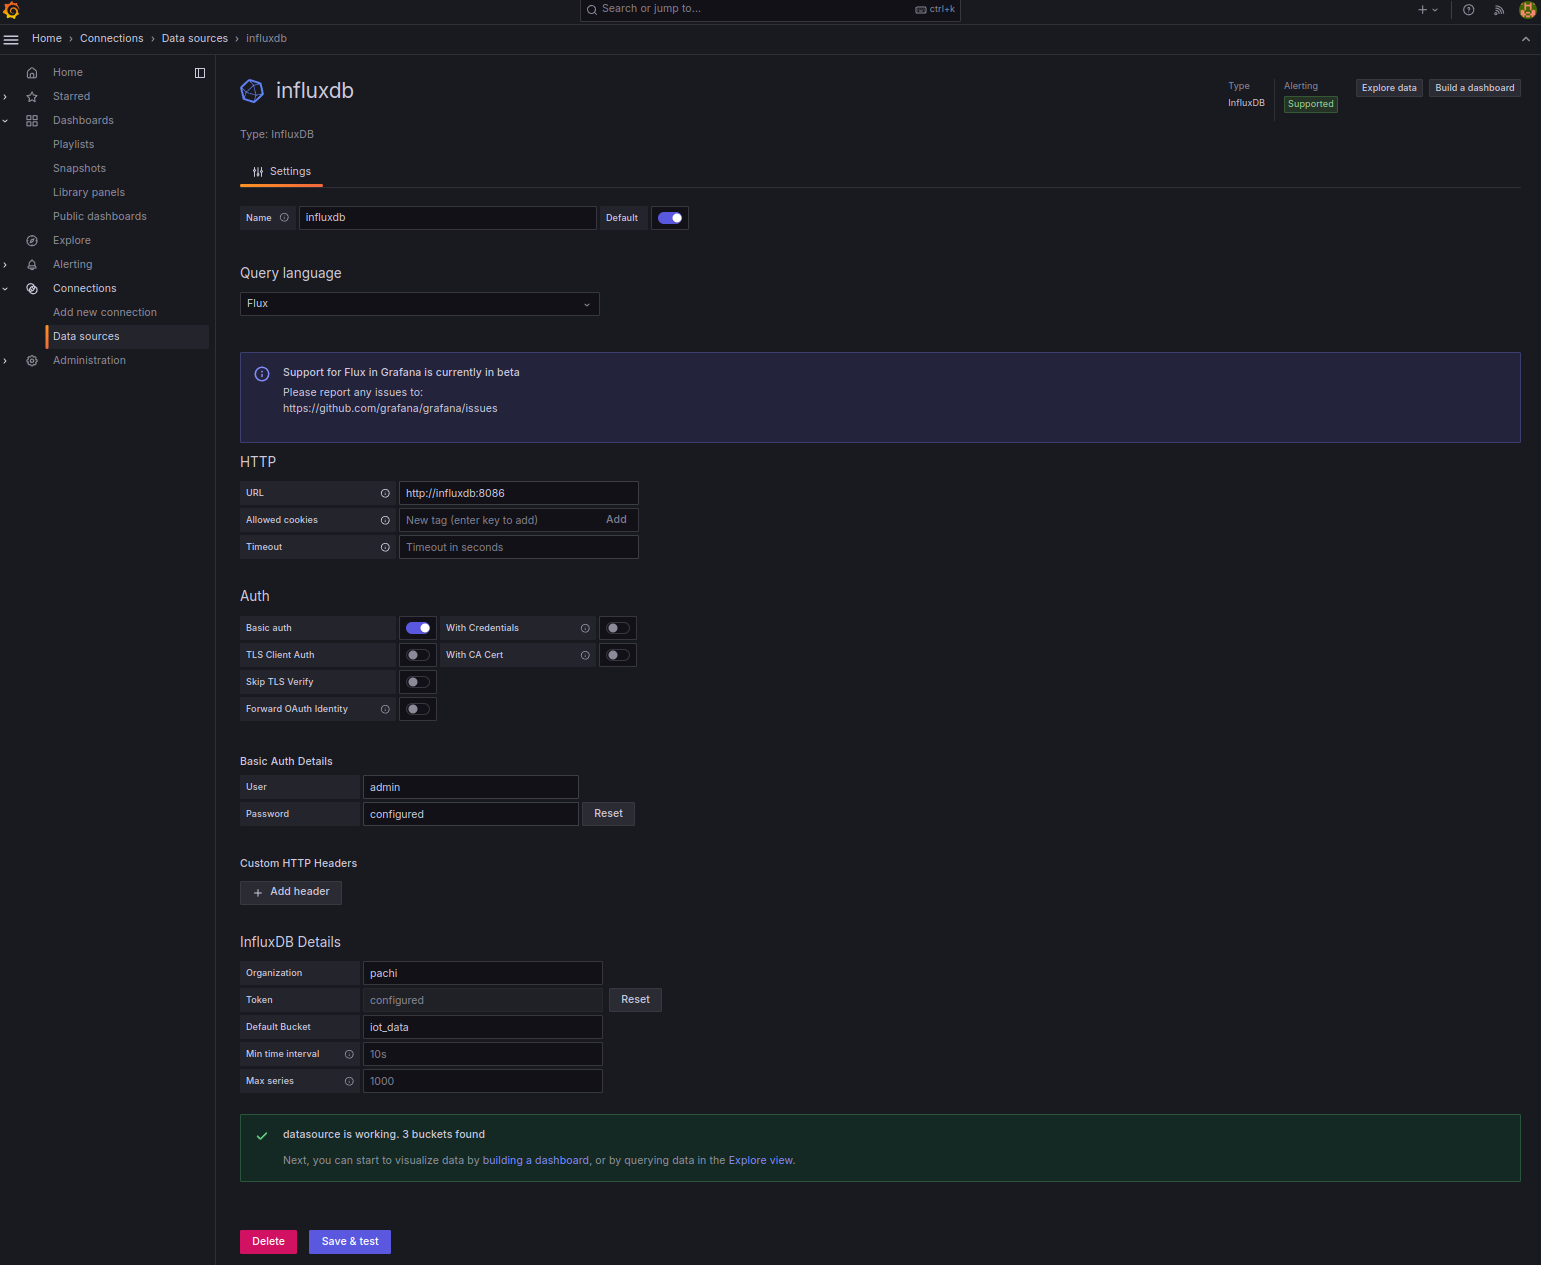 Search or jump to...
ctrl+k
Home › Connections › Data sources › influxdb
Home
Starred
Dashboards
Playlists
Snapshots
Library panels
Public dashboards
Explore
Alerting
Connections
Add new connection
Data sources
Administration
influxdb
Type
InfluxDB
Alerting
Supported
Explore data
Build a dashboard
Type: InfluxDB
Settings
Name influxdb Default
Query language
Flux
Support for Flux in Grafana is currently in beta
Please report any issues to:
https://github.com/grafana/grafana/issues
HTTP
URL http://influxdb:8086
Allowed cookies New tag (enter key to add) Add
Timeout Timeout in seconds
Auth
Basic auth With Credentials
TLS Client Auth With CA Cert
Skip TLS Verify
Forward OAuth Identity
Basic Auth Details
User admin
Password configured Reset
Custom HTTP Headers
Add header
InfluxDB Details
Organization pachi
Token configured Reset
Default Bucket iot_data
Min time interval 10s
Max series 1000
datasource is working. 3 buckets found
Next, you can start to visualize data by building a dashboard, or by querying data in the Explore view.
Delete Save & test